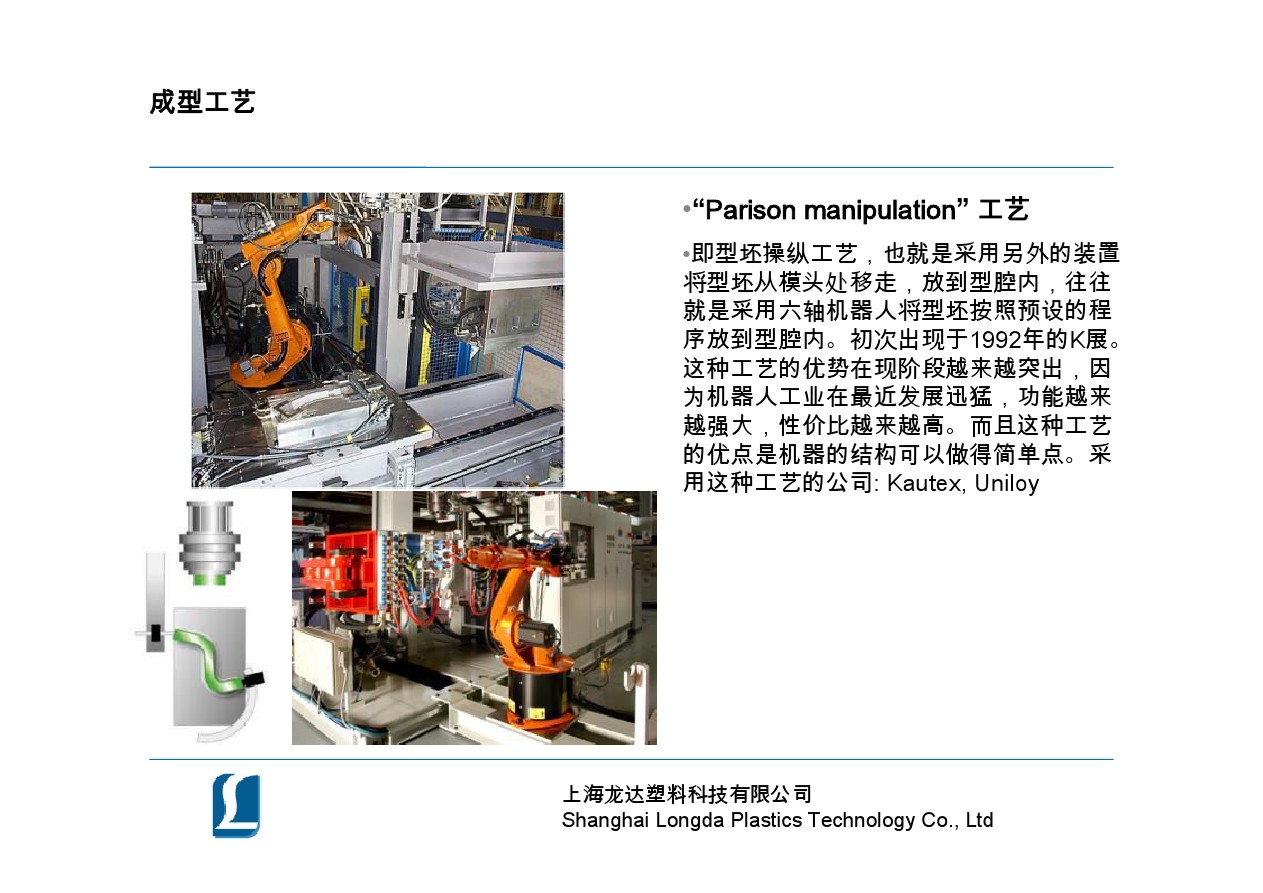 成型工艺
•“Parison manipulation” 工艺
•即型坯操纵工艺，也就是采用另外的装置
将型坯从模头处移走，放到型腔内，往往
就是采用六轴机器人将型坯按照预设的程
序放到型腔内。初次出现于1992年的K展。
这种工艺的优势在现阶段越来越突出，因
为机器人工业在最近发展迅猛，功能越来
越强大，性价比越来越高。而且这种工艺
的优点是机器的结构可以做得简单点。采
用这种工艺的公司: Kautex, Uniloy
上海龙达塑料科技有限公司
Shanghai Longda Plastics Technology Co., Ltd